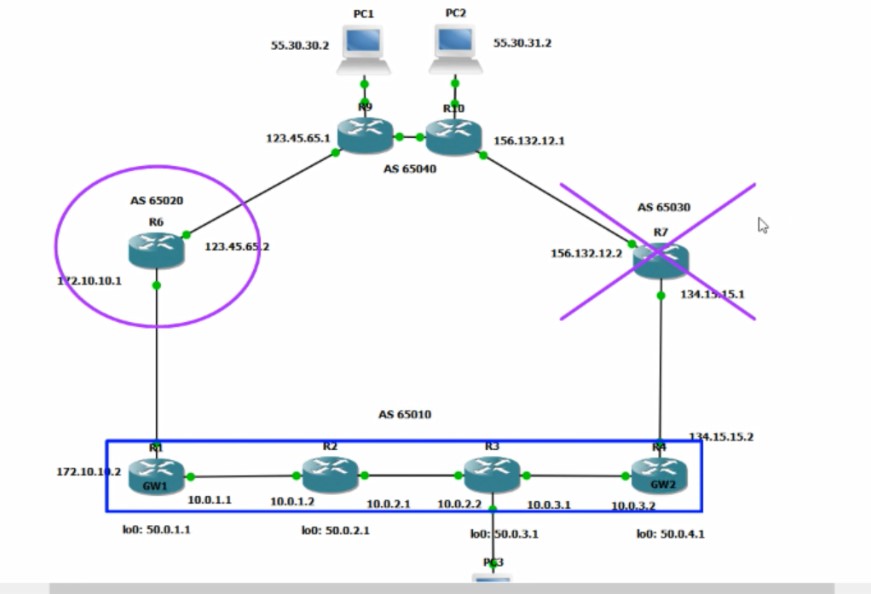 PC1
PC2
55.30.30.2
55.30.31.2
R9
R10
123.45.65.1
156.132.12.1
AS 65040
AS 65020
AS 65030
R6
R7
123.45.65.2
156.132.12.2
172.10.10.1
134.15.15.1
AS 65010
134.15.15.2
R1
R2
R3
R4
172.10.10.2
GW1
GW2
10.0.1.1
10.0.1.2
10.0.2.1
10.0.2.2
10.0.3.1
10.0.3.2
lo0: 50.0.1.1
lo0: 50.0.2.1
lo0: 50.0.3.1
lo0: 50.0.4.1
PC3